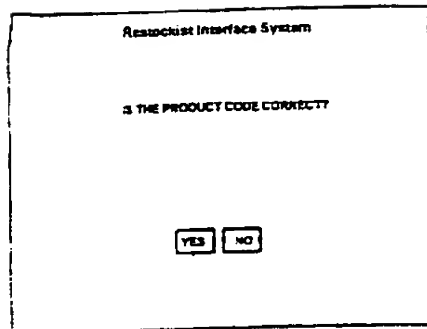 Restockist Interface System
IS THE PRODUCT CODE CORRECT?
YES NO